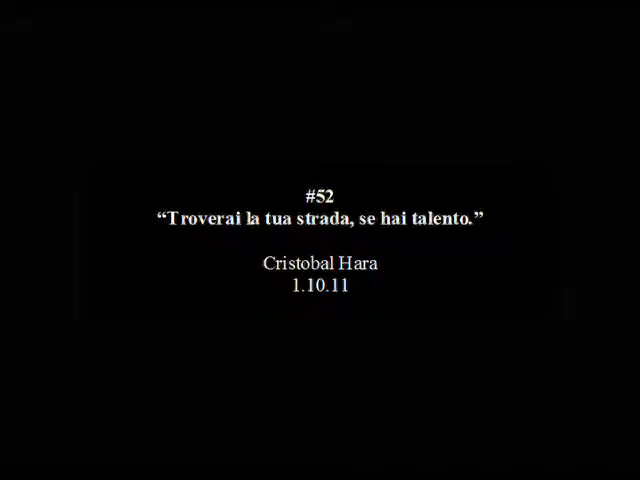 #52
“Troverai la tua strada, se hai talento.”
Cristobal Hara
1.10.11